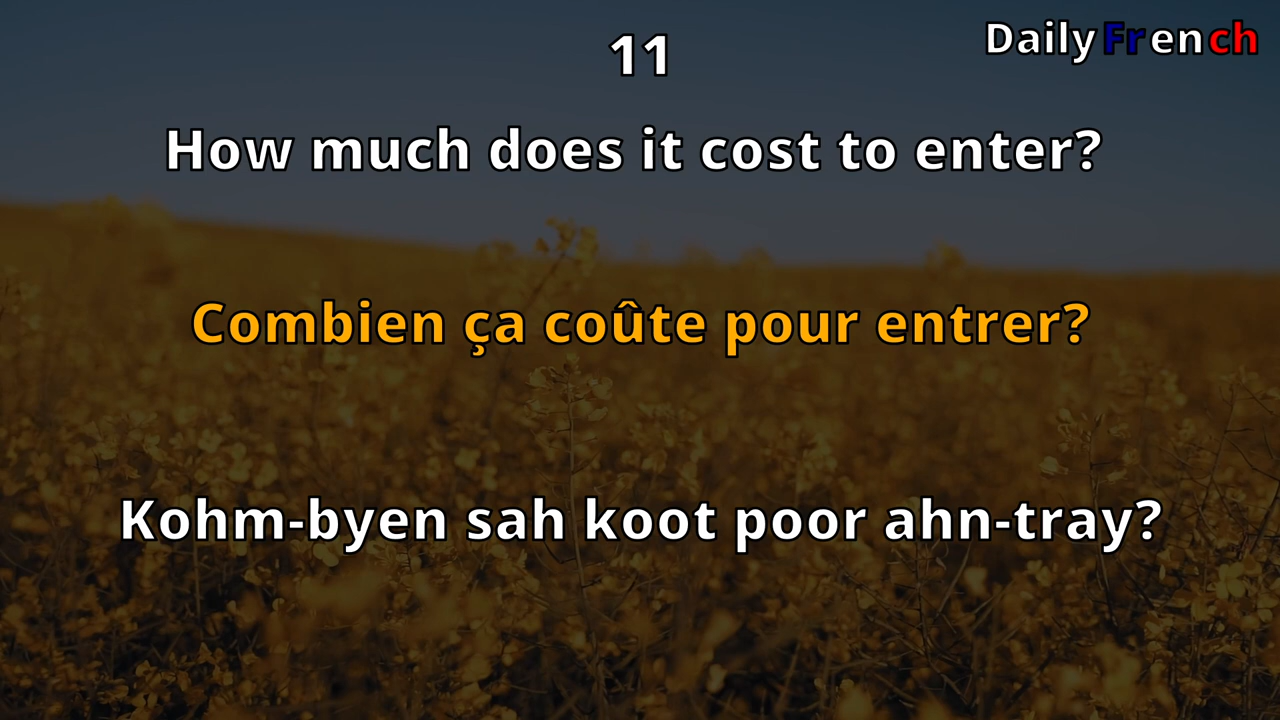 11
Daily French
How much does it cost to enter?
Combien ça coûte pour entrer?
Kohm-byen sah koot poor ahn-tray?